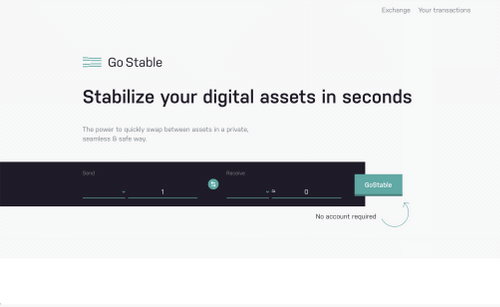 Exchange Your transactions
Go Stable
Stabilize your digital assets in seconds
The power to quickly swap between assets in a private,
seamless & safe way.
Send Receive
1 0
GoStable
No account required